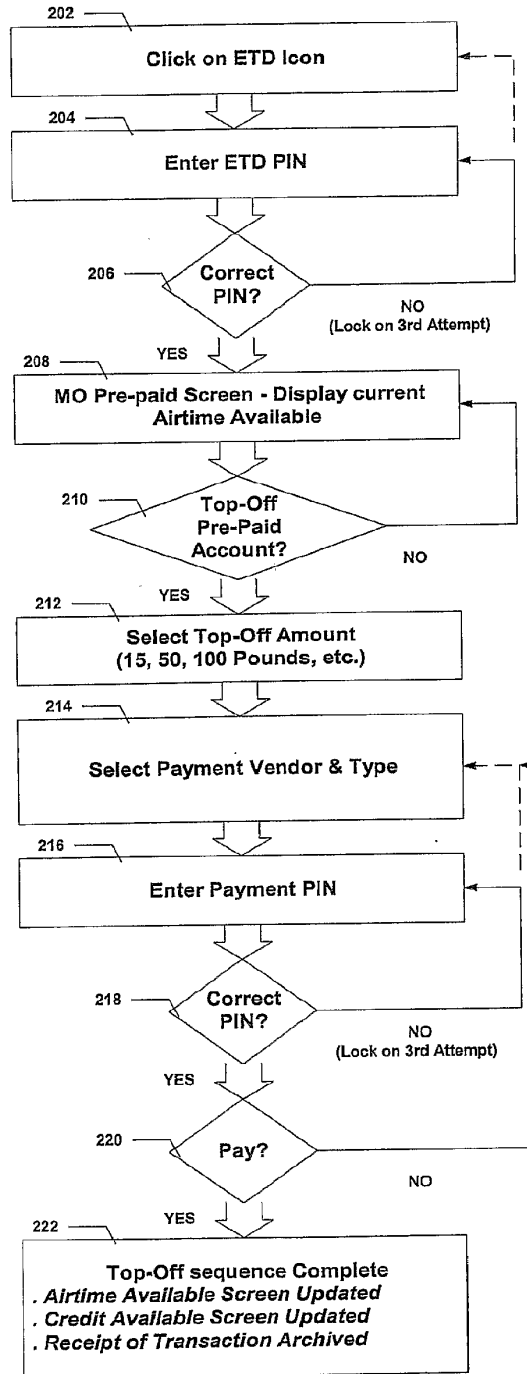 202
Click on ETD Icon
204
Enter ETD PIN
206
Correct
PIN?
NO
(Lock on 3rd Attempt)
YES
208
MO Pre-paid Screen - Display current
Airtime Available
210
Top-Off
Pre-Paid
Account?
NO
YES
212
Select Top-Off Amount
(15, 50, 100 Pounds, etc.)
214
Select Payment Vendor & Type
216
Enter Payment PIN
218
Correct
PIN?
NO
(Lock on 3rd Attempt)
YES
220
Pay?
NO
YES
222
Top-Off sequence Complete
. Airtime Available Screen Updated
. Credit Available Screen Updated
. Receipt of Transaction Archived